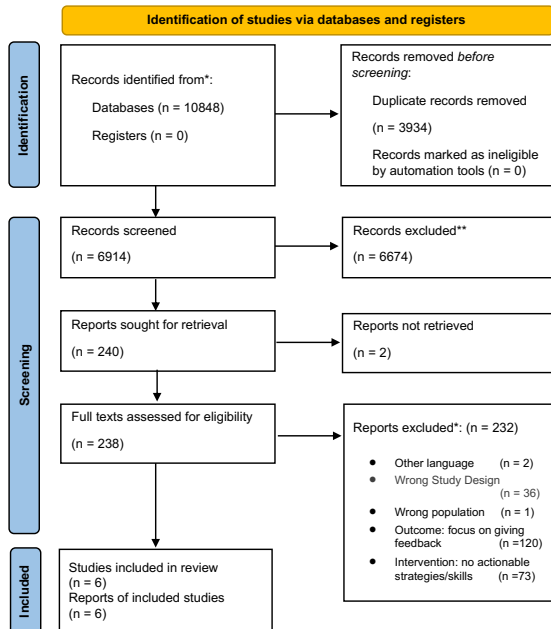 Identification of studies via databases and registers
Identification
Records identified from*:
Databases (n = 10848)
Registers (n = 0)
Records removed before
screening:
Duplicate records removed
(n = 3934)
Records marked as ineligible
by automation tools (n = 0)
Screening
Records screened
(n = 6914)
Records excluded**
(n = 6674)
Reports sought for retrieval
(n = 240)
Reports not retrieved
(n = 2)
Full texts assessed for eligibility
(n = 238)
Reports excluded*: (n = 232)
● Other language (n = 2)
● Wrong Study Design
(n = 36)
● Wrong population (n = 1)
● Outcome: focus on giving
feedback (n =120)
● Intervention: no actionable
strategies/skills (n =73)
Included
Studies included in review
(n = 6)
Reports of included studies
(n = 6)